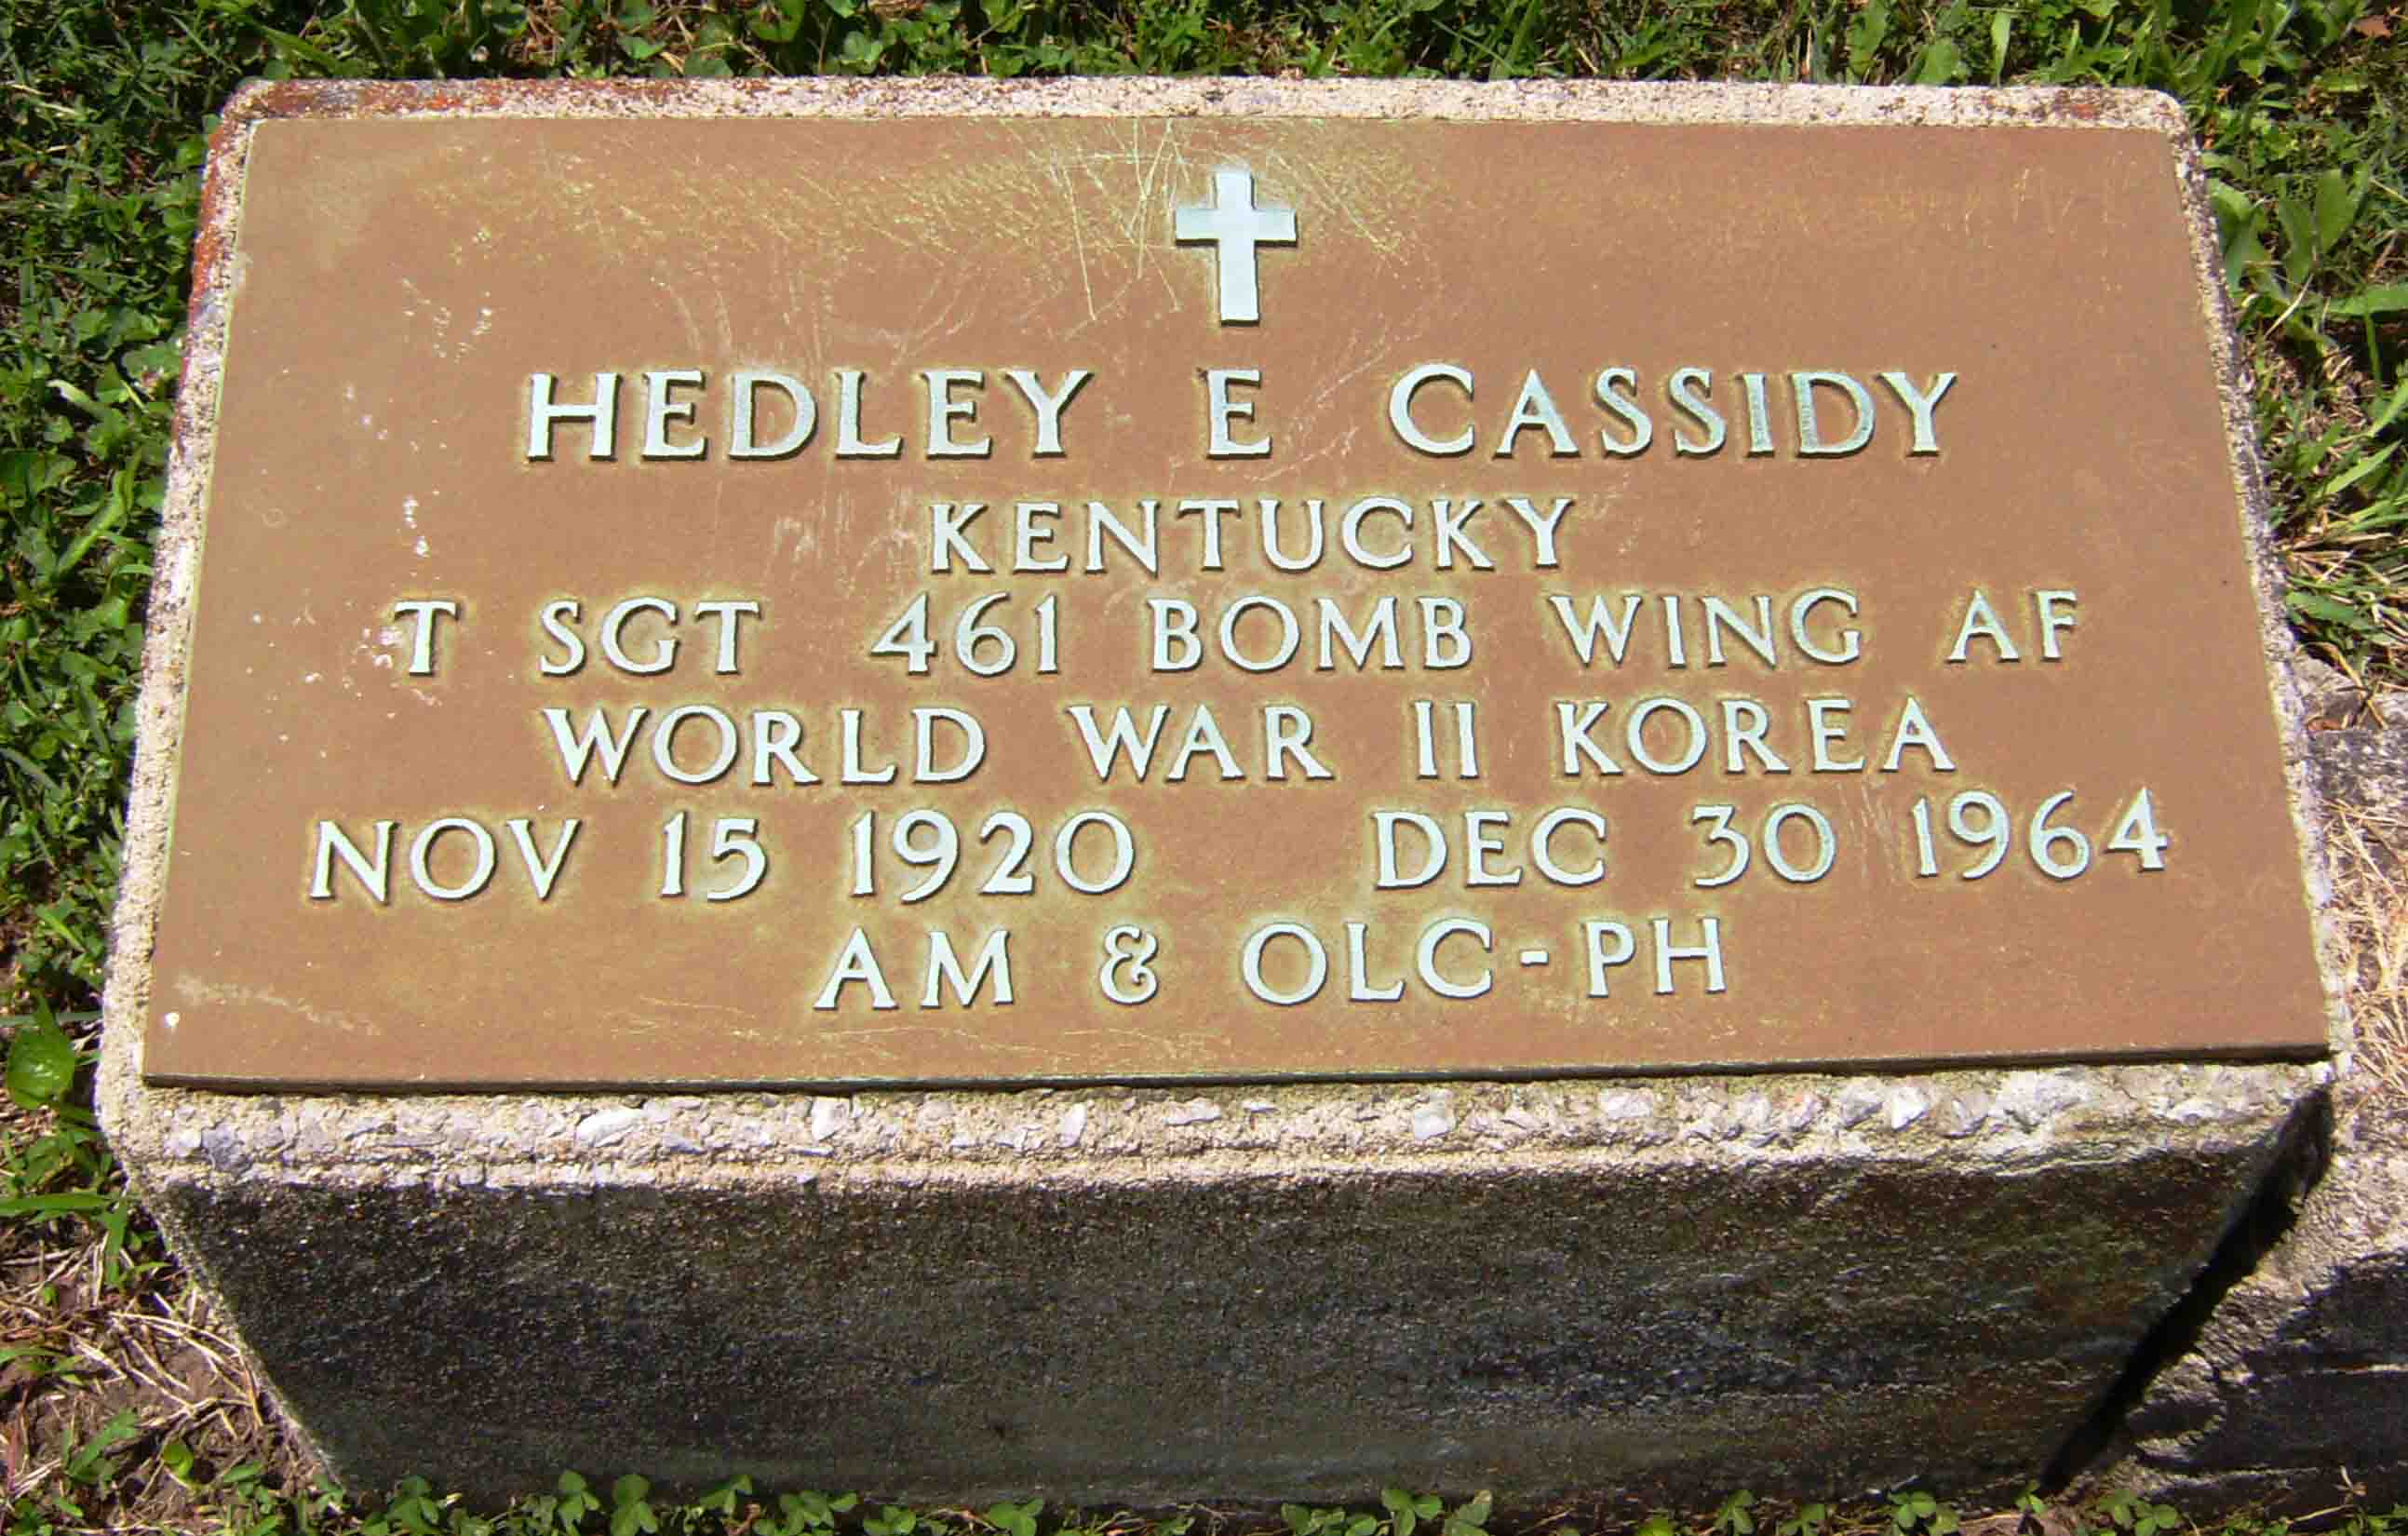 HEDLEY E CASSIDY
KENTUCKY
T SGT 461 BOMB WING AF
WORLD WAR II KOREA
NOV 15 1920 DEC 30 1964
AM & OLC-PH